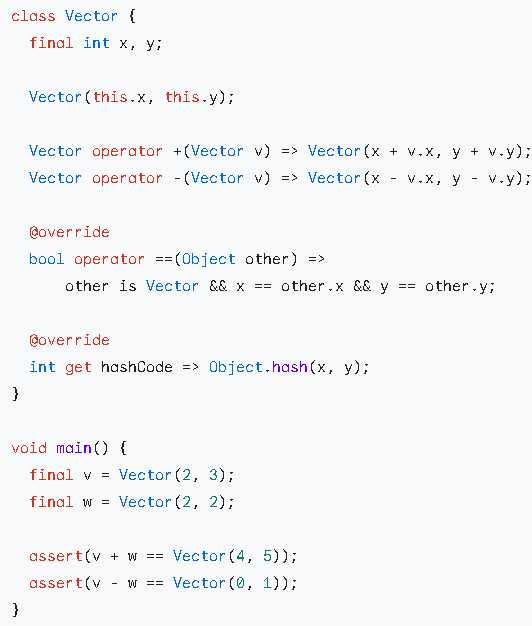 class Vector {
  final int x, y;

  Vector(this.x, this.y);

  Vector operator +(Vector v) => Vector(x + v.x, y + v.y);
  Vector operator -(Vector v) => Vector(x - v.x, y - v.y);

  @override
  bool operator ==(Object other) =>
      other is Vector && x == other.x && y == other.y;

  @override
  int get hashCode => Object.hash(x, y);
}

void main() {
  final v = Vector(2, 3);
  final w = Vector(2, 2);

  assert(v + w == Vector(4, 5));
  assert(v - w == Vector(0, 1));
}